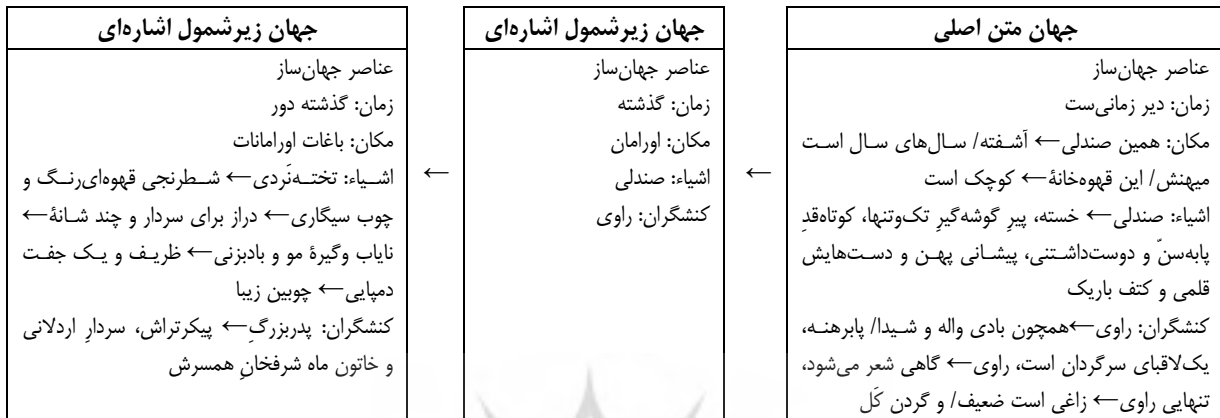 جهان متن اصلی
عناصر جهان‌ساز
زمان: دیر زمانی‌ست
مکان: همین صندلی← آشفته/ سال‌های سال است
میهنش/ این قهوه‌خانۀ← کوچک است
اشیاء: صندلی← خسته، پیرِ گوشه‌گیرِ تک‌وتنها، کوتاه‌قدِ
پابه‌سنّ و دوست‌داشتنی، پیشانی پهن و دست‌هایش
قلمی و کتف باریک
کنشگران: راوی←همچون بادی واله و شیدا/ پابرهنه،
یک‌لاقبای سرگردان است، راوی← گاهی شعر می‌شود،
تنهایی راوی← زاغی است ضعیف/ و گردن کَل
←
جهان زیرشمول اشاره‌ای
عناصر جهان‌ساز
زمان: گذشته
مکان: اورامان
اشیاء: صندلی
کنشگران: راوی
←
جهان زیرشمول اشاره‌ای
عناصر جهان‌ساز
زمان: گذشته دور
مکان: باغات اورامانات
اشیاء: تخته‌نَردی← شطرنجی قهوه‌ای‌رنگ و
چوب سیگاری← دراز برای سردار و چند شانۀ←
نایاب وگیرۀ مو و بادبزنی← ظریف و یک جفت
دمپایی← چوبین زیبا
کنشگران: پدربزرگِ← پیکرتراش، سردارِ اردلانی
و خاتون ماه شرفخانِ همسرش